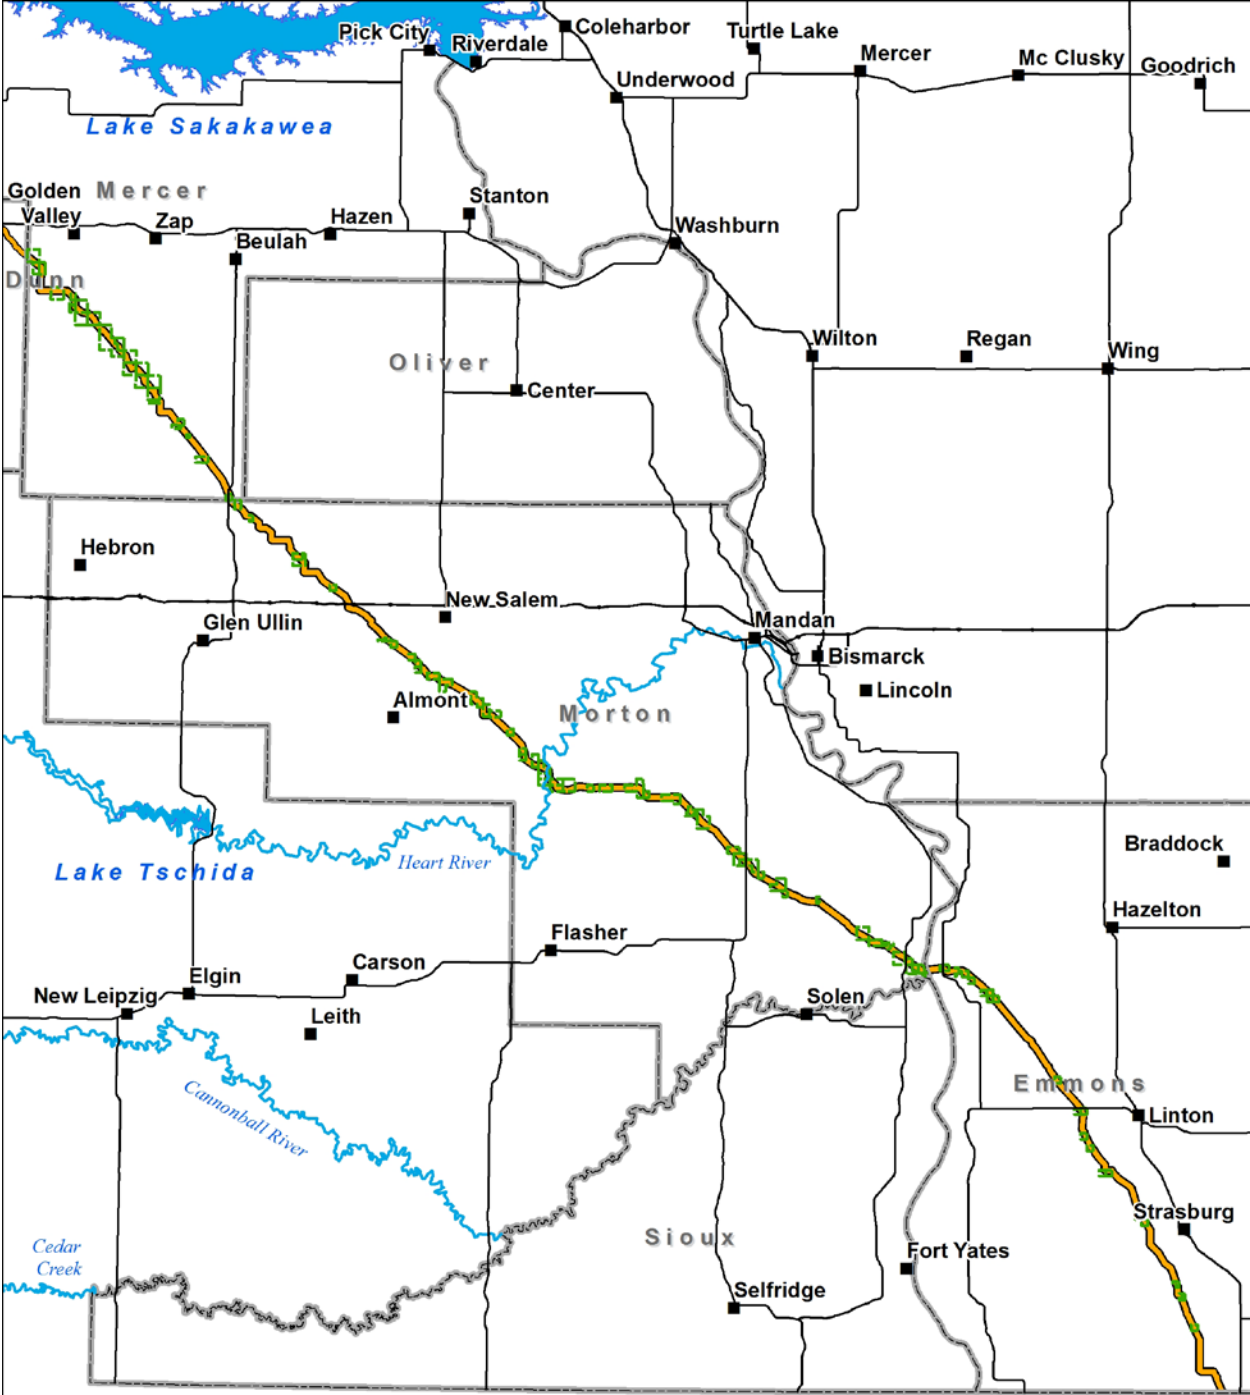 Coleharbor
Turtle Lake
Pick City
Riverdale
Mercer
Mc Clusky
Goodrich
Underwood
Lake Sakakawea
Golden
Valley
Mercer
Zap
Hazen
Stanton
Washburn
Beulah
Dunn
Wilton
Regan
Wing
Oliver
Center
Hebron
New Salem
Glen Ullin
Mandan
Bismarck
Lincoln
Almont
Morton
Heart River
Lake Tschida
Braddock
Hazelton
Flasher
Carson
Elgin
New Leipzig
Leith
Solen
Cannonball River
Emmons
Linton
Strasburg
Sioux
Cedar
Creek
Fort Yates
Selfridge